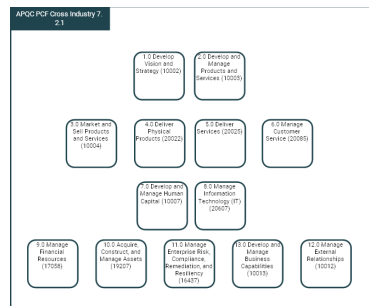 APQC PCF Cross Industry 7.
2.1
1.0 Develop
Vision and
Strategy (10002)
2.0 Develop and
Manage
Products and
Services (10003)
3.0 Market and
Sell Products
and Services
(10004)
4.0 Deliver
Physical
Products (20022)
5.0 Deliver
Services (20025)
6.0 Manage
Customer
Service (20085)
7.0 Develop and
Manage Human
Capital (10007)
8.0 Manage
Information
Technology (IT)
(20607)
9.0 Manage
Financial
Resources
(17058)
10.0 Acquire,
Construct, and
Manage Assets
(19207)
11.0 Manage
Enterprise Risk,
Compliance,
Remediation, and
Resiliency
(16437)
13.0 Develop and
Manage
Business
Capabilities
(10013)
12.0 Manage
External
Relationships
(10012)